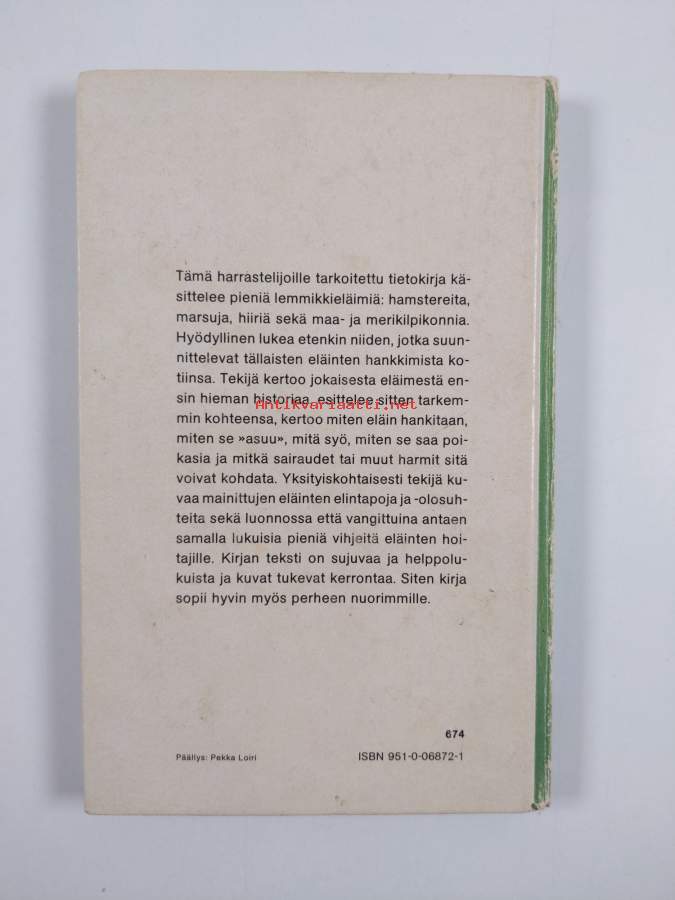 Tämä harrastelijoille tarkoitettu tietokirja kä-
sittelee pieniä lemmikkieläimiä: hamstereita,
marsuja, hiiriä sekä maa- ja merikilpikonnia.
Hyödyllinen lukea etenkin niiden, jotka suun-
nittelevat tällaisten eläinten hankkimista ko-
tiinsa. Tekijä kertoo jokaisesta eläimestä en-
sin hieman historiaa, esittelee sitten tarkem-
Antikvariaatti.net
min kohteensa, kertoo miten eläin hankitaan,
miten se »asuu», mitä syö, miten se saa poi-
kasia ja mitkä sairaudet tai muut harmit sitä
voivat kohdata. Yksityiskohtaisesti tekijä ku-
vaa mainittujen eläinten elintapoja ja -olosuh-
teita sekä luonnossa että vangittuina antaen
samalla lukuisia pieniä vihjeitä eläinten hoi-
tajille. Kirjan teksti on sujuvaa ja helppolu-
kuista ja kuvat tukevat kerrontaa. Siten kirja
sopii hyvin myös perheen nuorimmille.
674
Päällys: Pekka Loiri
ISBN 951-0-06872-1